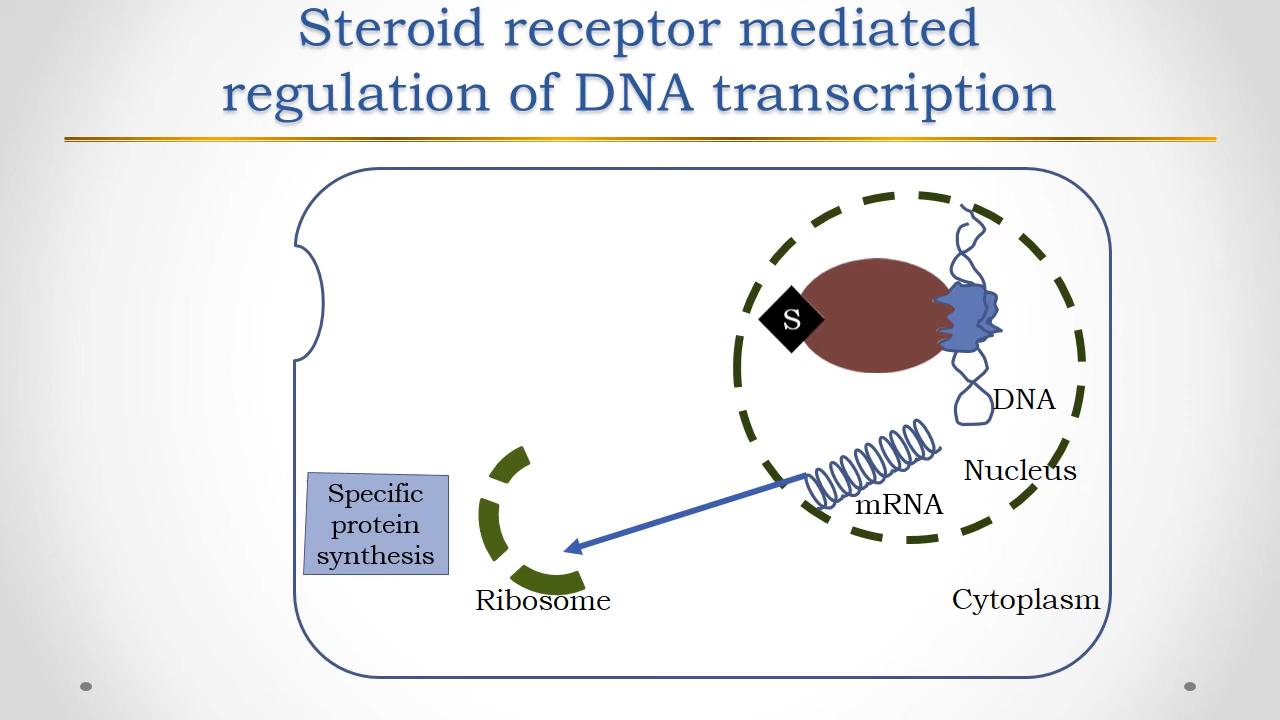 Steroid receptor mediated
regulation of DNA transcription
S
DNA
Nucleus
mRNA
Specific
protein
synthesis
Ribosome
Cytoplasm